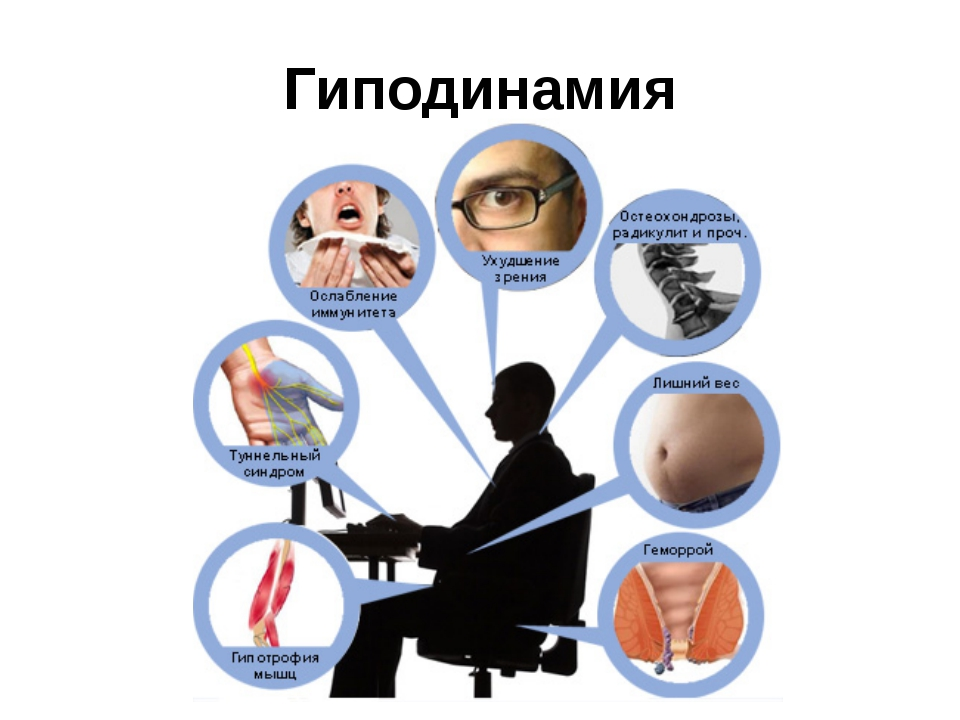 Гиподинамия
Ухудшение
зрения
Остеохондрозы,
радикулит и проч.
Ослабление
иммунитета
Лишний вес
Туннельный
синдром
Геморрой
Гипотрофия
мышц